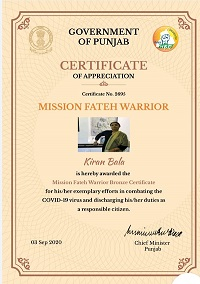 GOVERNMENT
OF PUNJAB
CERTIFICATE
OF APPRECIATION
Certificate No. 2695
MISSION FATEH WARRIOR
Kiran Bala
is hereby awarded the
Mission Fateh Warrior Bronze Certificate
for his/her exemplary efforts in combating the
COVID-19 virus and discharging his/her duties as
a responsible citizen.
03 Sep 2020
Chief Minister
Punjab